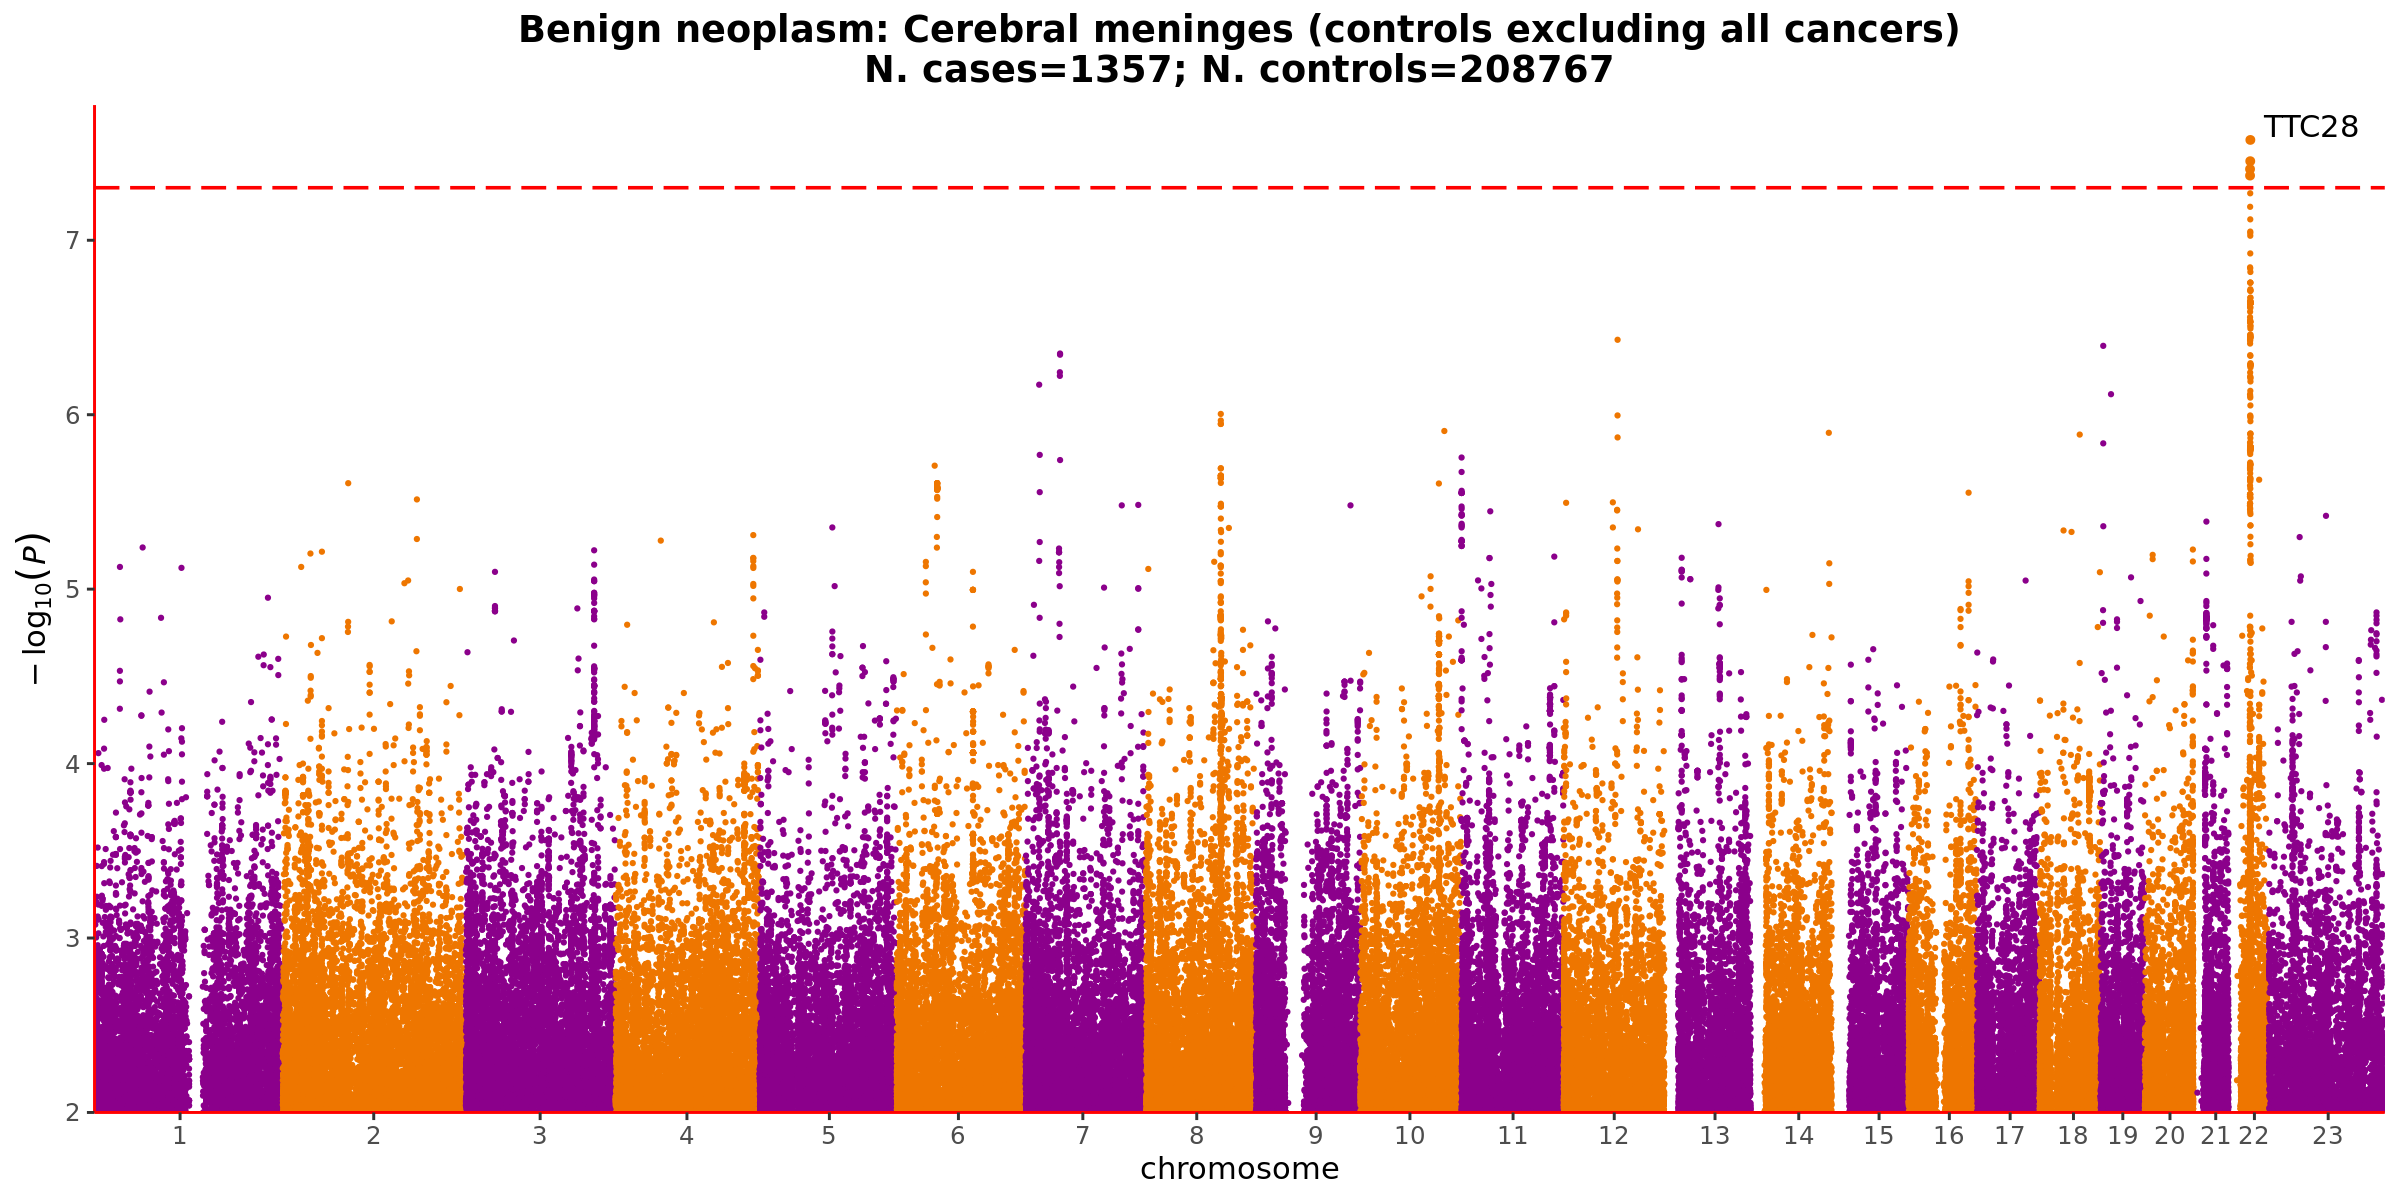 Benign neoplasm: Cerebral meninges (controls excluding all cancers)
N. cases=1357; N. controls=208767
TTC28
7
6
5
4
3
2
−log10(P)
1 2 3 4 5 6 7 8 9 10 11 12 13 14 15 16 17 18 19 20 21 22 23
chromosome